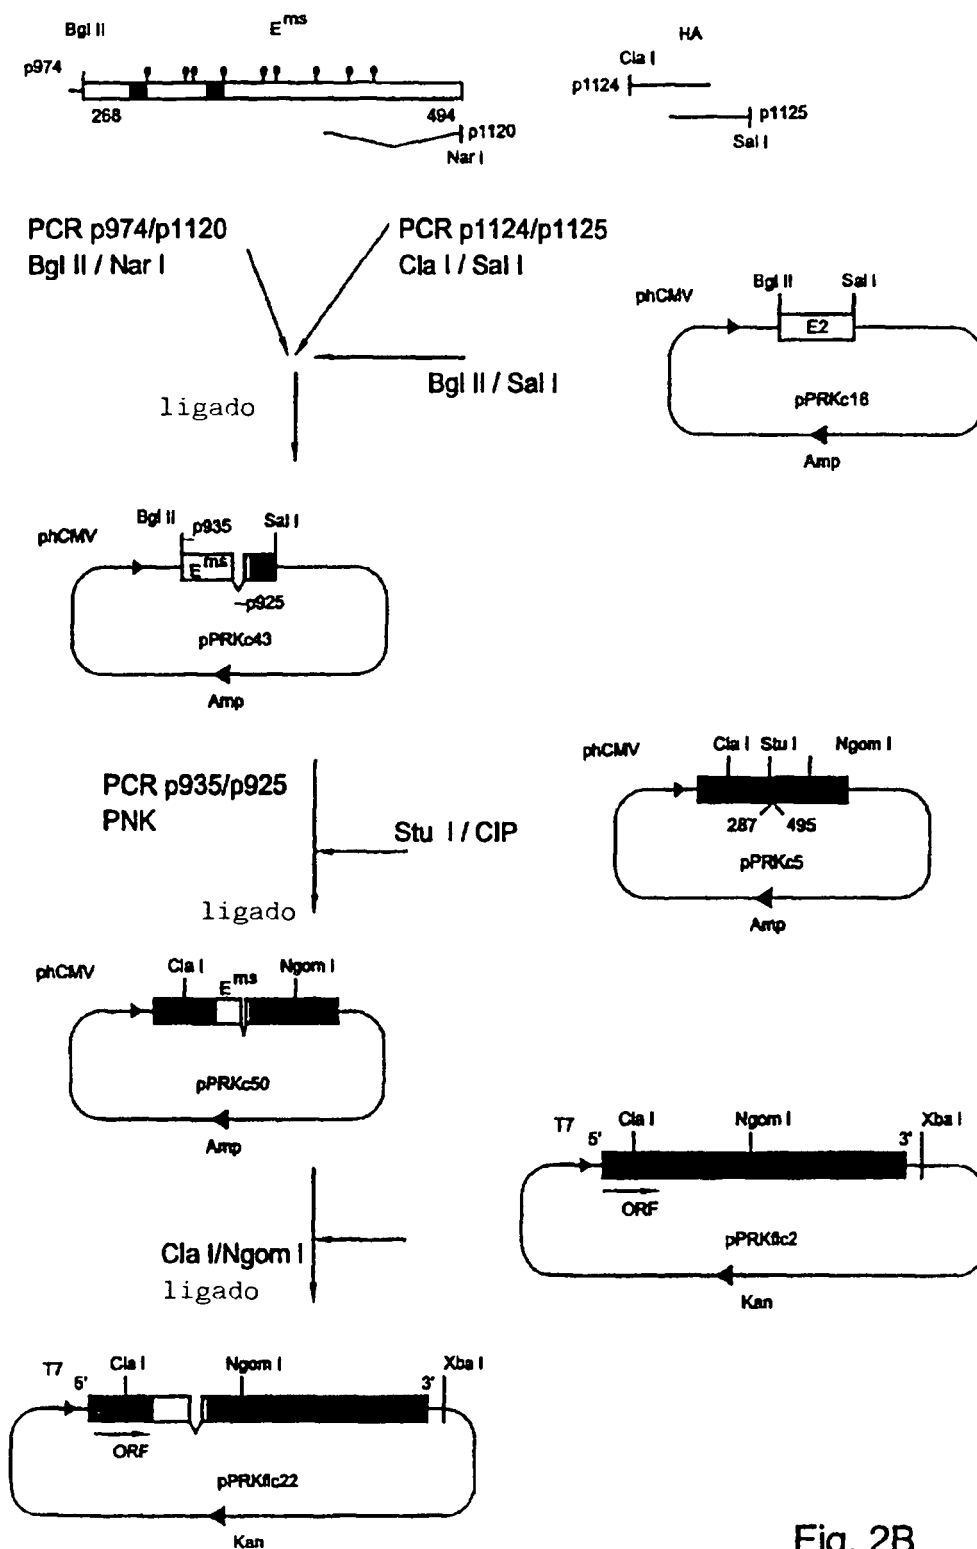 Bgl II
E^ms
HA
p974
Cla I
p1124
268
494
p1120
Nar I
p1125
Sal I
PCR p974/p1120
Bgl II / Nar I
PCR p1124/p1125
Cla I / Sal I
phCMV
Bgl II
Sal I
E2
Bgl II / Sal I
ligado
pPRKc16
Amp
phCMV
Bgl II
p935
Sal I
E^ms
p925
pPRKc43
Amp
PCR p935/p925
PNK
Stu I / CIP
ligado
phCMV
Cla I
Stu I
Ngom I
287
495
pPRKc5
Amp
phCMV
Cla I
E^ms
Ngom I
pPRKc50
Amp
T7
5'
Cla I
Ngom I
3'
Xba I
ORF
pPRKflc2
Kan
Cla I/Ngom I
ligado
T7
5'
Cla I
Ngom I
3'
Xba I
ORF
pPRKflc22
Kan
Fig. 2B